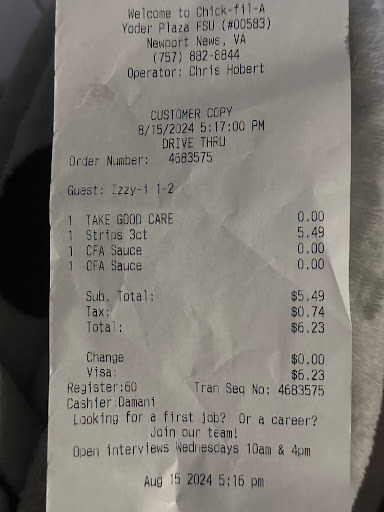 Welcome to Chick-fil-A
Yoder Plaza FSU (#00583)
Newport News, VA
(757) 882-6844
Operator: Chris Hobert
CUSTOMER COPY
8/15/2024 5:17:00 PM
DRIVE THRU
Order Number: 4683575
Guest: Izzy-i 1-2
1 TAKE GOOD CARE 0.00
1 Strips 3ct 5.49
1 CFA Sauce 0.00
1 CFA Sauce 0.00
Sub. Total: $5.49
Tax: $0.74
Total: $6.23
Change $0.00
Visa: $6.23
Register:60 Tran Seq No: 4683575
Cashier:Damani
Looking for a first job? Or a career?
Join our team!
Open interviews Wednesdays 10am & 4pm
Aug 15 2024 5:16 pm